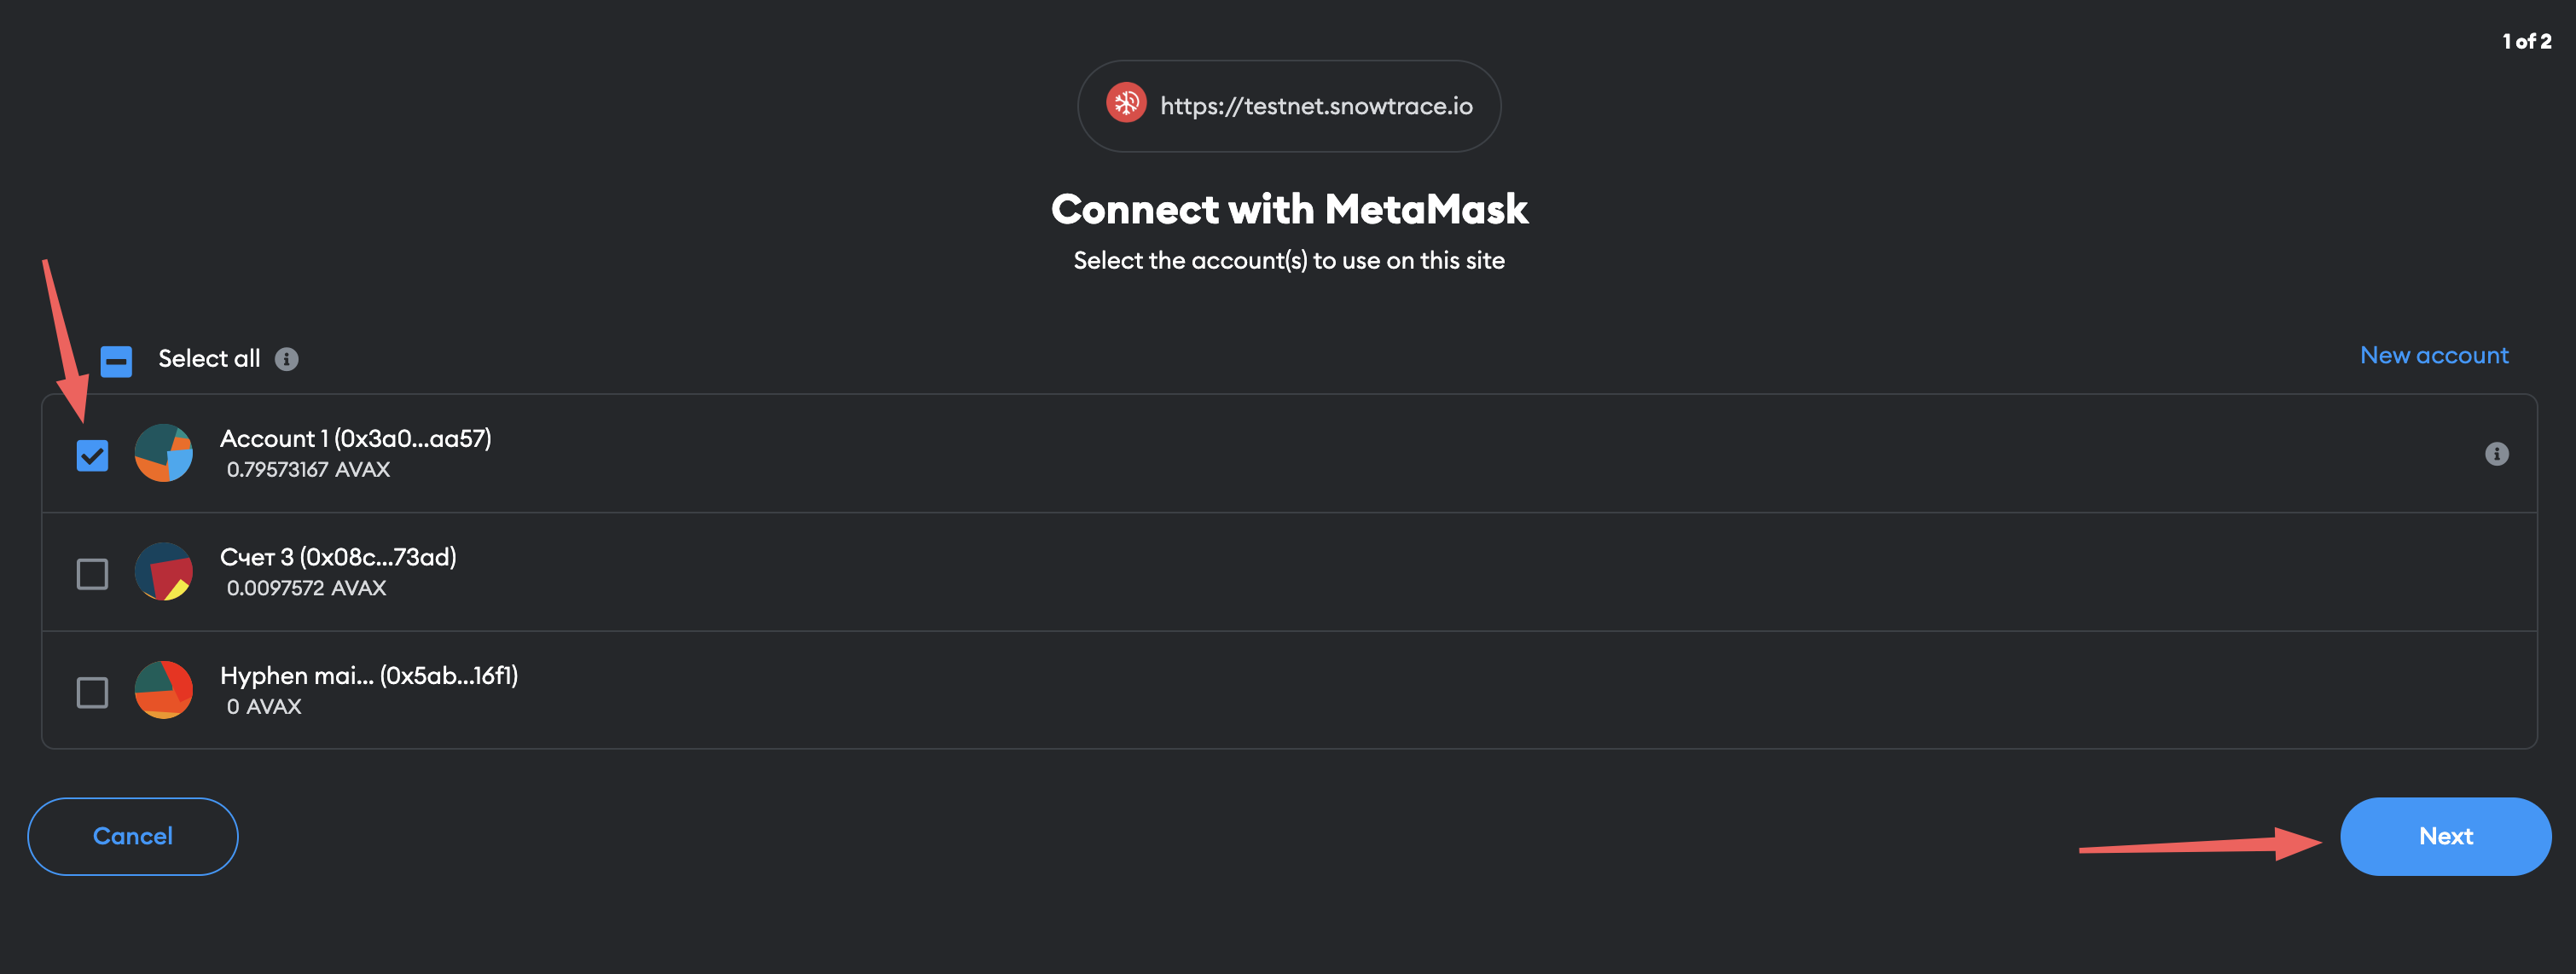 1 of 2
https://testnet.snowtrace.io
Connect with MetaMask
Select the account(s) to use on this site
Select all
New account
Account 1 (0x3a0...aa57)
0.79573167 AVAX
Счет 3 (0x08c...73ad)
0.0097572 AVAX
Hyphen mai... (0x5ab...16f1)
0 AVAX
Cancel
Next